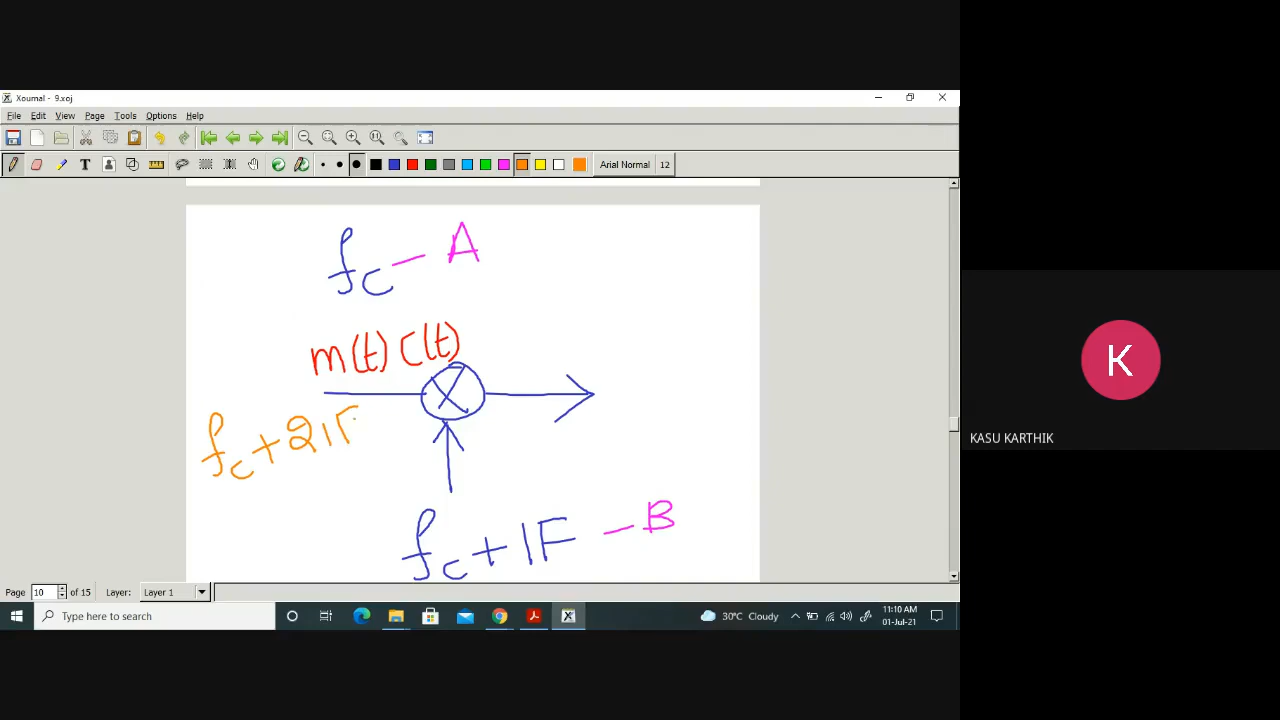 Xournal - 9.xoj
File Edit View Page Tools Options Help
T Arial Normal 12
fc - A
m(t) c(t)
fc + 2IF
fc + IF - B
Page 10 of 15 Layer: Layer 1
Type here to search
30°C Cloudy
11:10 AM
01-Jul-21
K
KASU KARTHIK